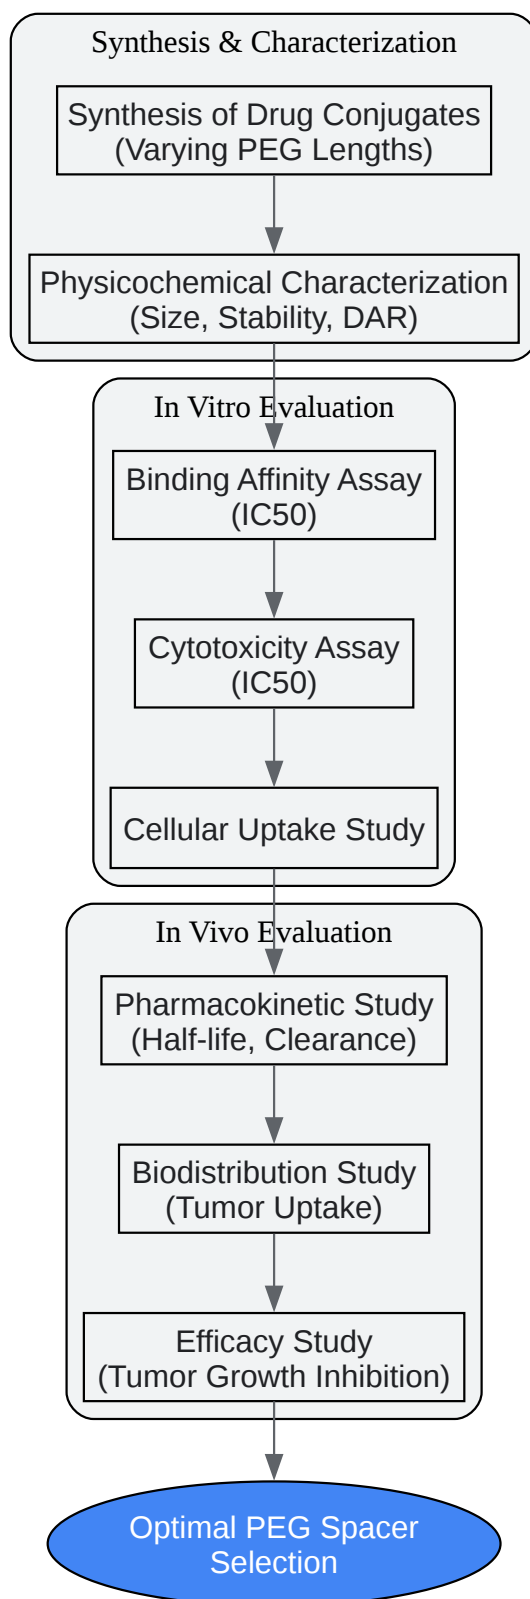 Synthesis & Characterization
Synthesis of Drug Conjugates
(Varying PEG Lengths)
Physicochemical Characterization
(Size, Stability, DAR)
In Vitro Evaluation
Binding Affinity Assay
(IC50)
Cytotoxicity Assay
(IC50)
Cellular Uptake Study
In Vivo Evaluation
Pharmacokinetic Study
(Half-life, Clearance)
Biodistribution Study
(Tumor Uptake)
Efficacy Study
(Tumor Growth Inhibition)
Optimal PEG Spacer
Selection